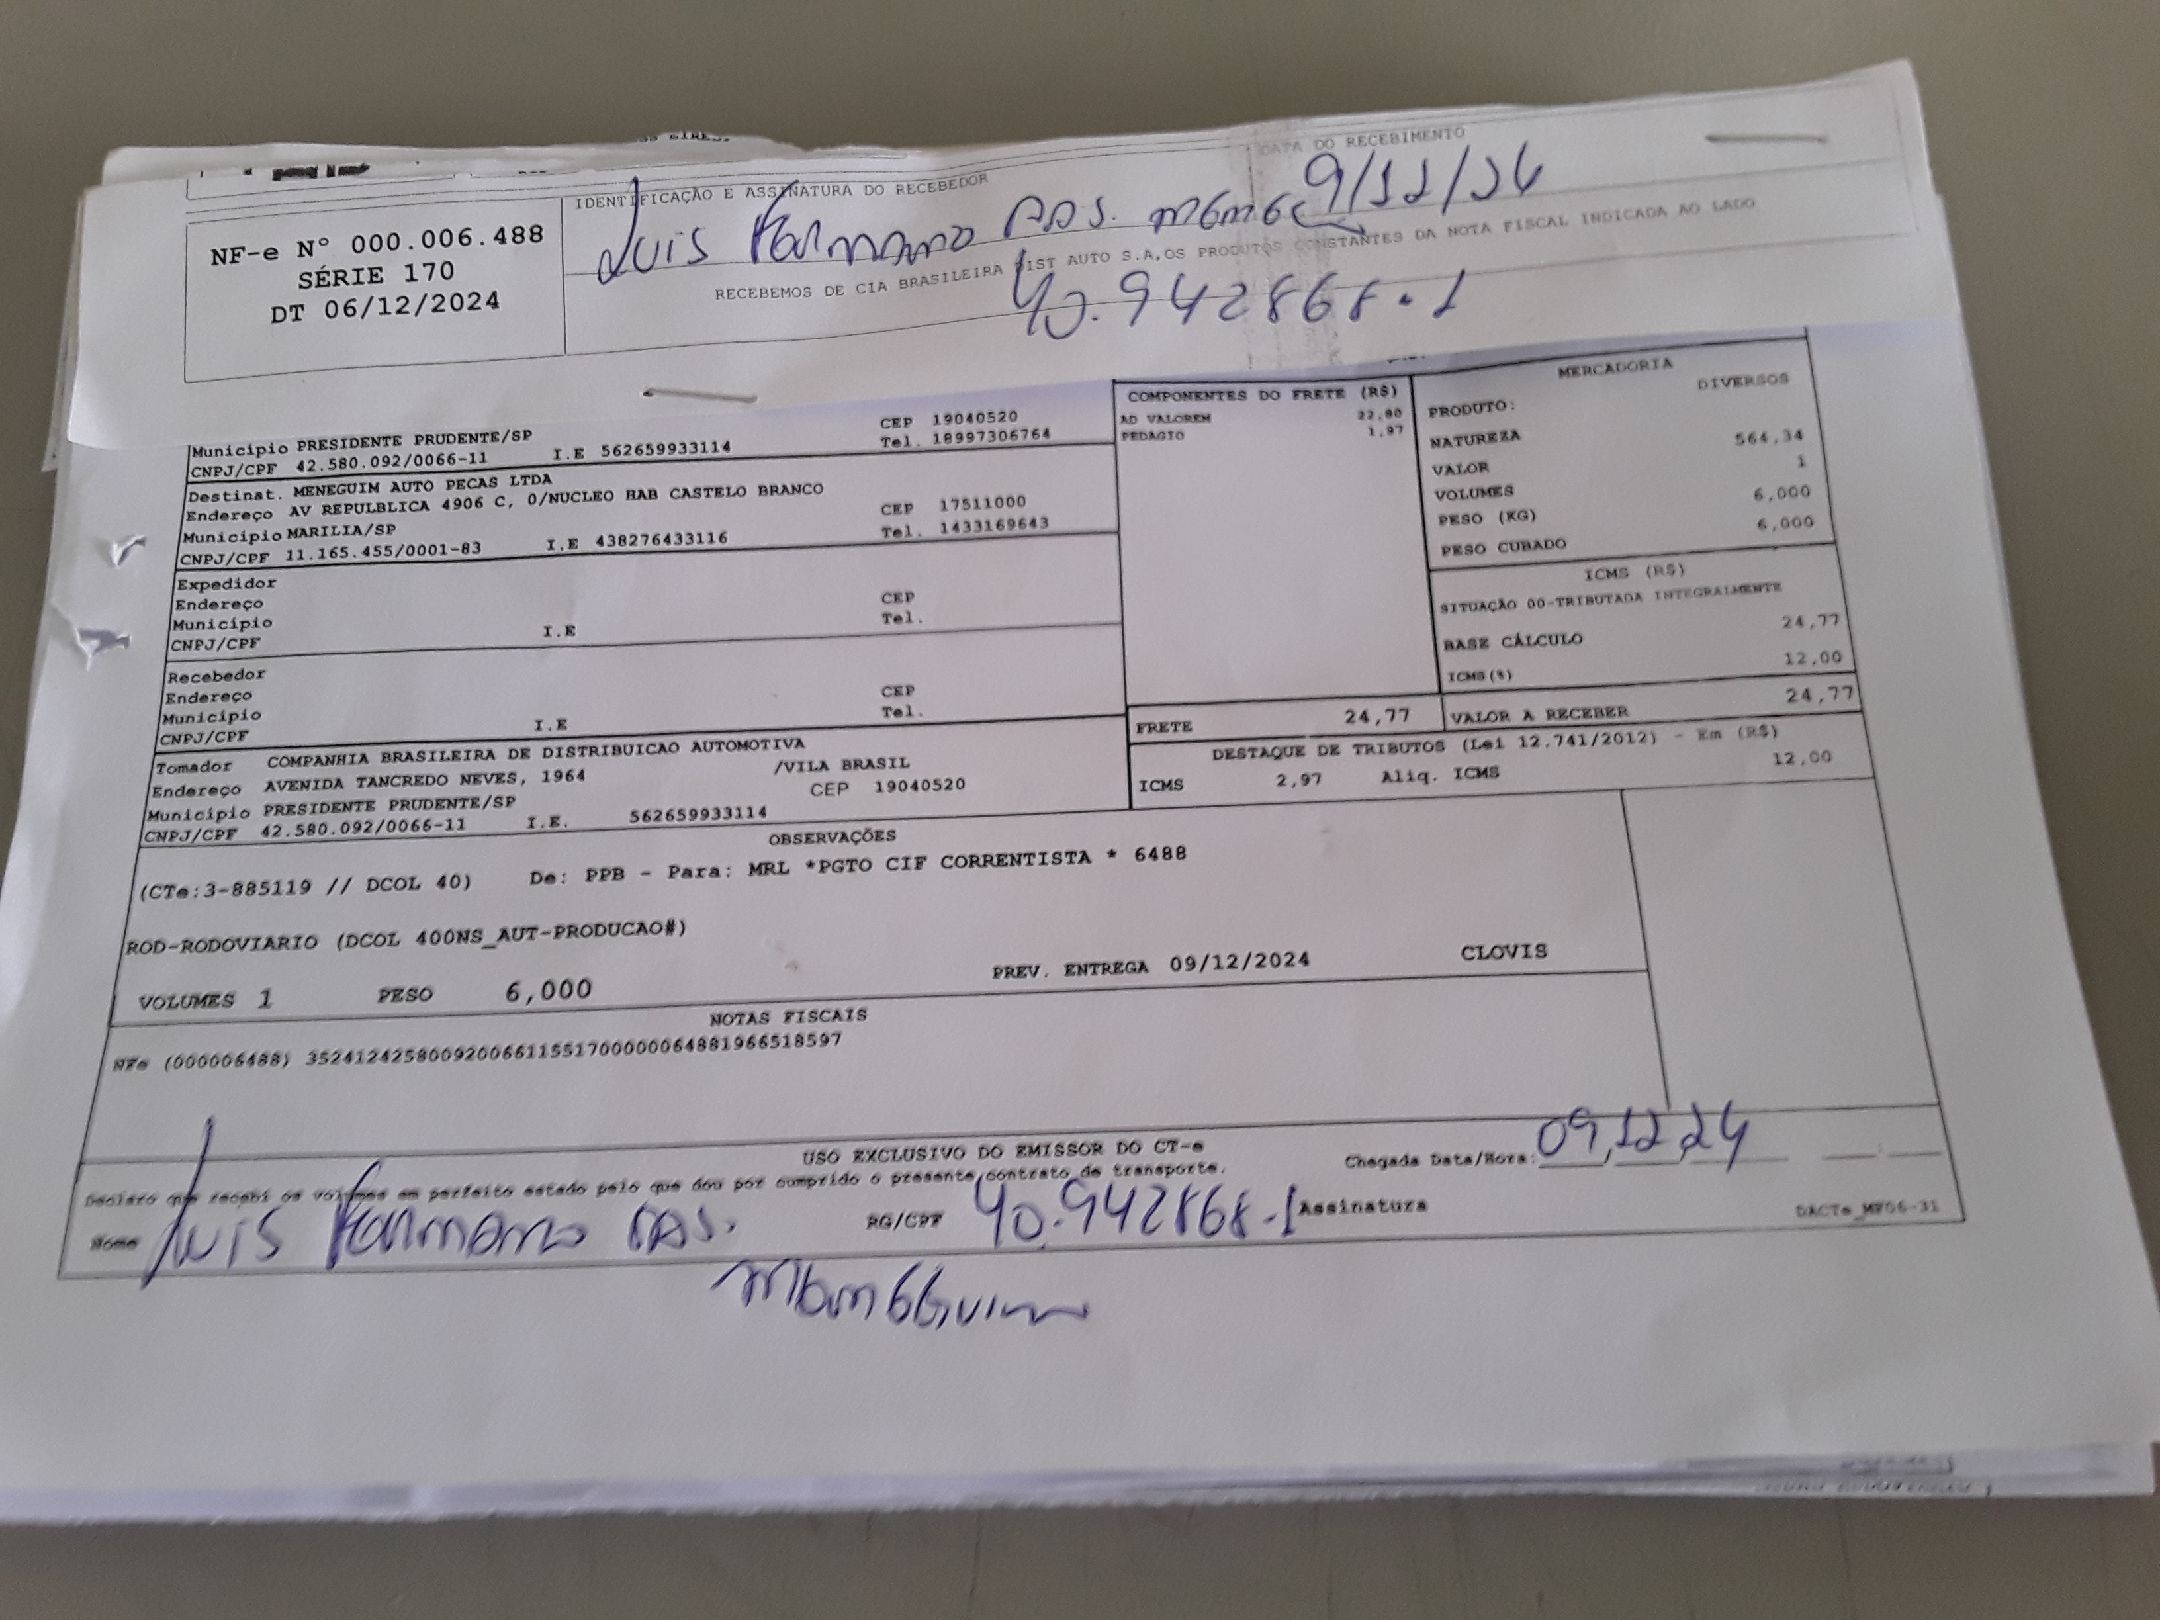 NF-e Nº 000.006.488
SÉRIE 170
DT 06/12/2024
IDENTIFICAÇÃO E ASSINATURA DO RECEBEDOR
DATA DO RECEBIMENTO
9/12/24
Luis
RECEBEMOS DE CIA BRASILEIRA DIST AUTO S.A,OS PRODUTOS CONSTANTES DA NOTA FISCAL INDICADA AO LADO
40.942868-1
Município PRESIDENTE PRUDENTE/SP CEP 19040520
CNPJ/CPF 42.580.092/0066-11 I.E 562659933114 Tel. 18997306764
Destinat. MENEGUIM AUTO PECAS LTDA
Endereço AV REPULBLICA 4906 C, 0/NUCLEO HAB CASTELO BRANCO
Município MARILIA/SP CEP 17511000
CNPJ/CPF 11.165.455/0001-83 I.E 438276433116 Tel. 1433169643
Expedidor
Endereço CEP
Município Tel.
CNPJ/CPF I.E
Recebedor
Endereço CEP
Município Tel.
CNPJ/CPF I.E
Tomador COMPANHIA BRASILEIRA DE DISTRIBUICAO AUTOMOTIVA
Endereço AVENIDA TANCREDO NEVES, 1964 /VILA BRASIL
Município PRESIDENTE PRUDENTE/SP CEP 19040520
CNPJ/CPF 42.580.092/0066-11 I.E. 562659933114
COMPONENTES DO FRETE (R$)
AD VALOREM 22,80
PEDAGIO 1,97
MERCADORIA
PRODUTO: DIVERSOS
NATUREZA
VALOR 564,34
VOLUMES 1
PESO (KG) 6,000
PESO CUBADO 6,000
ICMS (R$)
SITUAÇÃO 00-TRIBUTADA INTEGRALMENTE
BASE CÁLCULO 24,77
ICMS(%) 12,00
FRETE 24,77 VALOR A RECEBER 24,77
DESTAQUE DE TRIBUTOS (Lei 12.741/2012) - Em (R$)
ICMS 2,97 Aliq. ICMS 12,00
OBSERVAÇÕES
(CTe:3-885119 // DCOL 40) De: PPB - Para: MRL *PGTO CIF CORRENTISTA * 6488
ROD-RODOVIARIO (DCOL 400NS_AUT-PRODUCAO#)
VOLUMES 1 PESO 6,000 PREV. ENTREGA 09/12/2024 CLOVIS
NOTAS FISCAIS
NFe (000006488) 35241242580092006611551700000064881966518597
USO EXCLUSIVO DO EMISSOR DO CT-e
Declaro que recebi os volumes em perfeito estado pelo que dou por cumprido o presente contrato de transporte.
Chegada Data/Hora: 09,12 24
Nome Luis RG/CPF 40.942868-1 Assinatura
DACTe_MF06-31